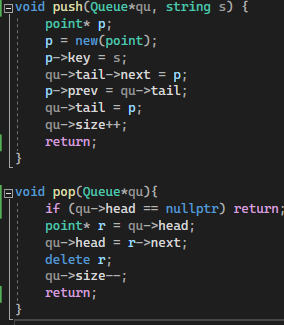 void push(Queue*qu, string s) {
point* p;
p = new(point);
p->key = s;
qu->tail->next = p;
p->prev = qu->tail;
qu->tail = p;
qu->size++;
return;
}
void pop(Queue*qu){
if (qu->head == nullptr) return;
point* r = qu->head;
qu->head = r->next;
delete r;
qu->size--;
return;
}